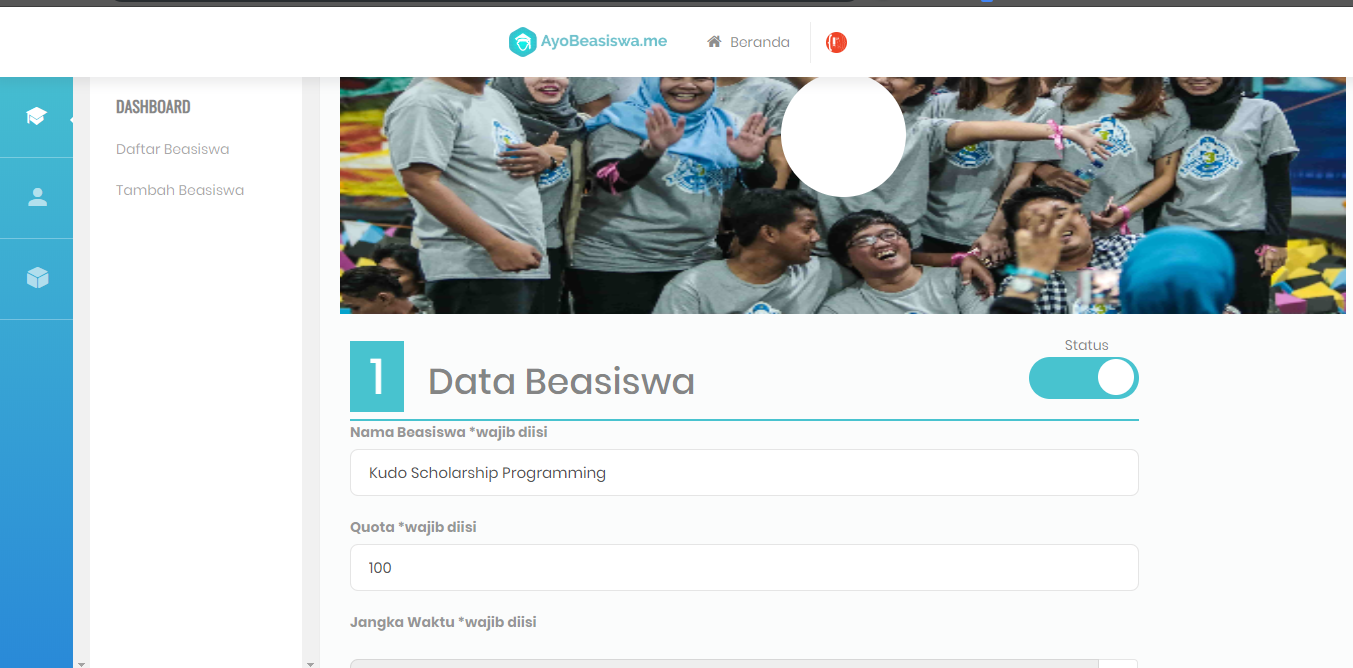 AyoBeasiswa.me
Beranda
DASHBOARD
Daftar Beasiswa
Tambah Beasiswa
Status
1
Data Beasiswa
Nama Beasiswa *wajib diisi
Kudo Scholarship Programming
Quota *wajib diisi
100
Jangka Waktu *wajib diisi